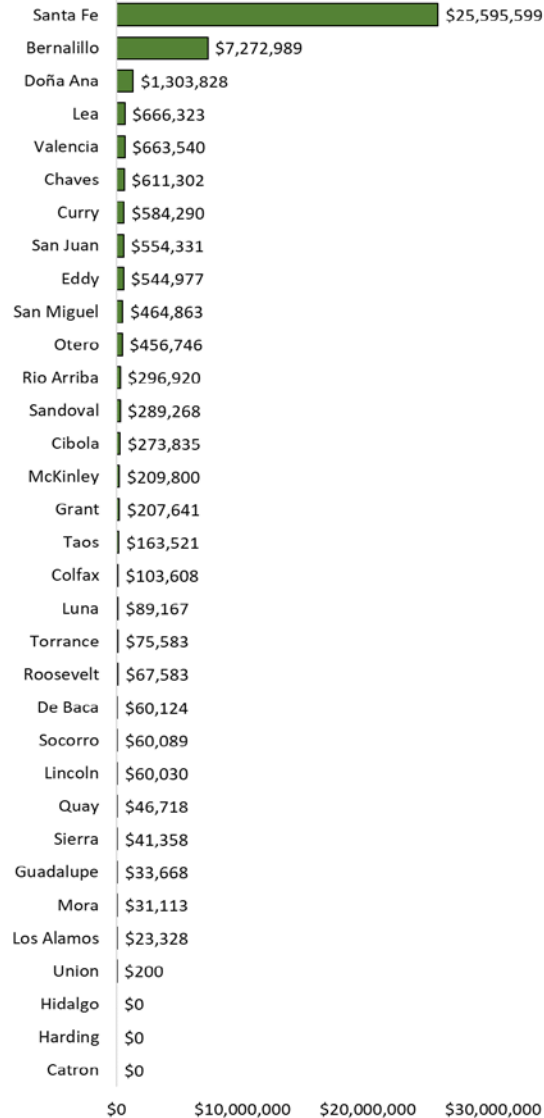 Santa Fe $25,595,599
Bernalillo $7,272,989
Doña Ana $1,303,828
Lea $666,323
Valencia $663,540
Chaves $611,302
Curry $584,290
San Juan $554,331
Eddy $544,977
San Miguel $464,863
Otero $456,746
Rio Arriba $296,920
Sandoval $289,268
Cibola $273,835
McKinley $209,800
Grant $207,641
Taos $163,521
Colfax $103,608
Luna $89,167
Torrance $75,583
Roosevelt $67,583
De Baca $60,124
Socorro $60,089
Lincoln $60,030
Quay $46,718
Sierra $41,358
Guadalupe $33,668
Mora $31,113
Los Alamos $23,328
Union $200
Hidalgo $0
Harding $0
Catron $0
$0 $10,000,000 $20,000,000 $30,000,000